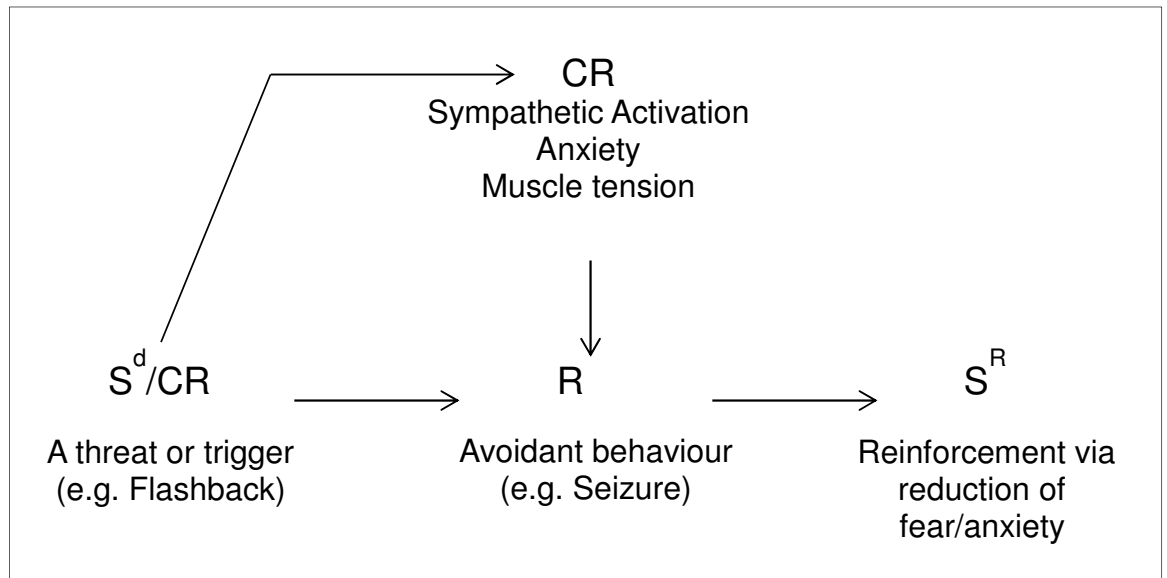 CR
Sympathetic Activation
Anxiety
Muscle tension
S^d/CR
A threat or trigger
(e.g. Flashback)
R
Avoidant behaviour
(e.g. Seizure)
S^R
Reinforcement via
reduction of
fear/anxiety